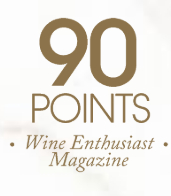 90
POINTS
• Wine Enthusiast •
Magazine